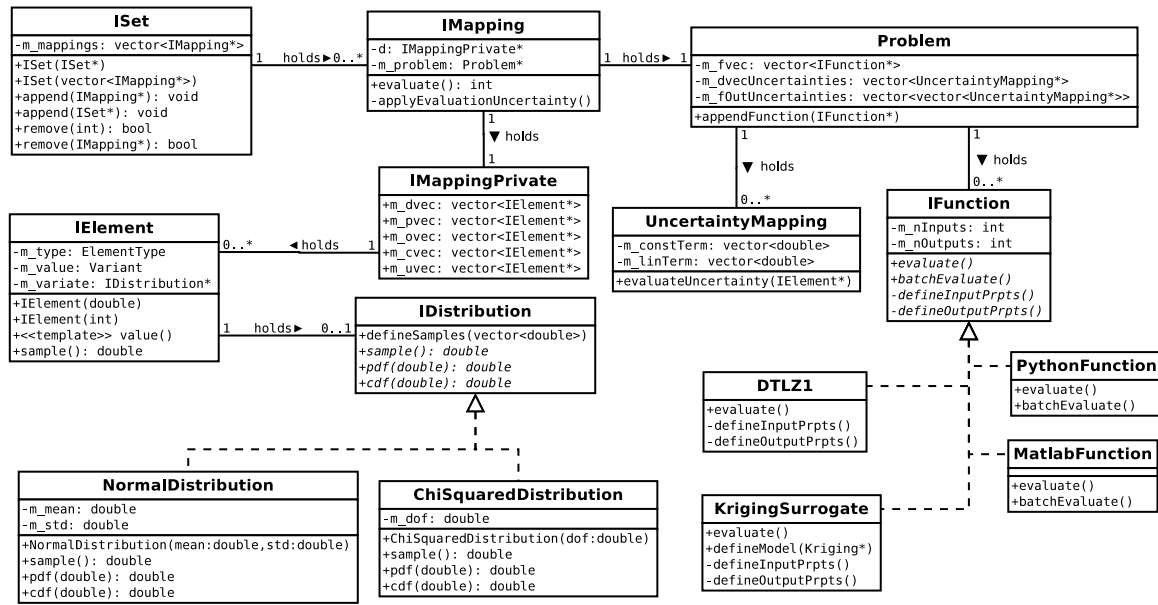 ISet
-m_mappings: vector<IMapping*>
+ISet(ISet*)
+ISet(vector<IMapping*>)
+append(IMapping*): void
+append(ISet*): void
+remove(int): bool
+remove(IMapping*): bool
1 holds► 0..*
IMapping
-d: IMappingPrivate*
-m_problem: Problem*
+evaluate(): int
-applyEvaluationUncertainty()
1 holds ► 1
Problem
-m_fvec: vector<IFunction*>
-m_dvecUncertainties: vector<UncertaintyMapping*>
-m_fOutUncertainties: vector<vector<UncertaintyMapping*>>
+appendFunction(IFunction*)
1
▼ holds
1
IMappingPrivate
+m_dvec: vector<IElement*>
+m_pvec: vector<IElement*>
+m_ovec: vector<IElement*>
+m_cvec: vector<IElement*>
+m_uvec: vector<IElement*>
1
▼ holds
0..*
UncertaintyMapping
-m_constTerm: vector<double>
-m_linTerm: vector<double>
+evaluateUncertainty(IElement*)
1
▼ holds
0..*
IFunction
-m_nInputs: int
-m_nOutputs: int
+evaluate()
+batchEvaluate()
-defineInputPrpts()
-defineOutputPrpts()
0..* ◄ holds 1
IElement
-m_type: ElementType
-m_value: Variant
-m_variate: IDistribution*
+IElement(double)
+IElement(int)
+<<template>> value()
+sample(): double
1 holds► 0..1
IDistribution
+defineSamples(vector<double>)
+sample(): double
+pdf(double): double
+cdf(double): double
DTLZ1
+evaluate()
-defineInputPrpts()
-defineOutputPrpts()
PythonFunction
+evaluate()
+batchEvaluate()
MatlabFunction
+evaluate()
+batchEvaluate()
NormalDistribution
-m_mean: double
-m_std: double
+NormalDistribution(mean:double,std:double)
+sample(): double
+pdf(double): double
+cdf(double): double
ChiSquaredDistribution
-m_dof: double
+ChiSquaredDistribution(dof:double)
+sample(): double
+pdf(double): double
+cdf(double): double
KrigingSurrogate
+evaluate()
+defineModel(Kriging*)
-defineInputPrpts()
-defineOutputPrpts()